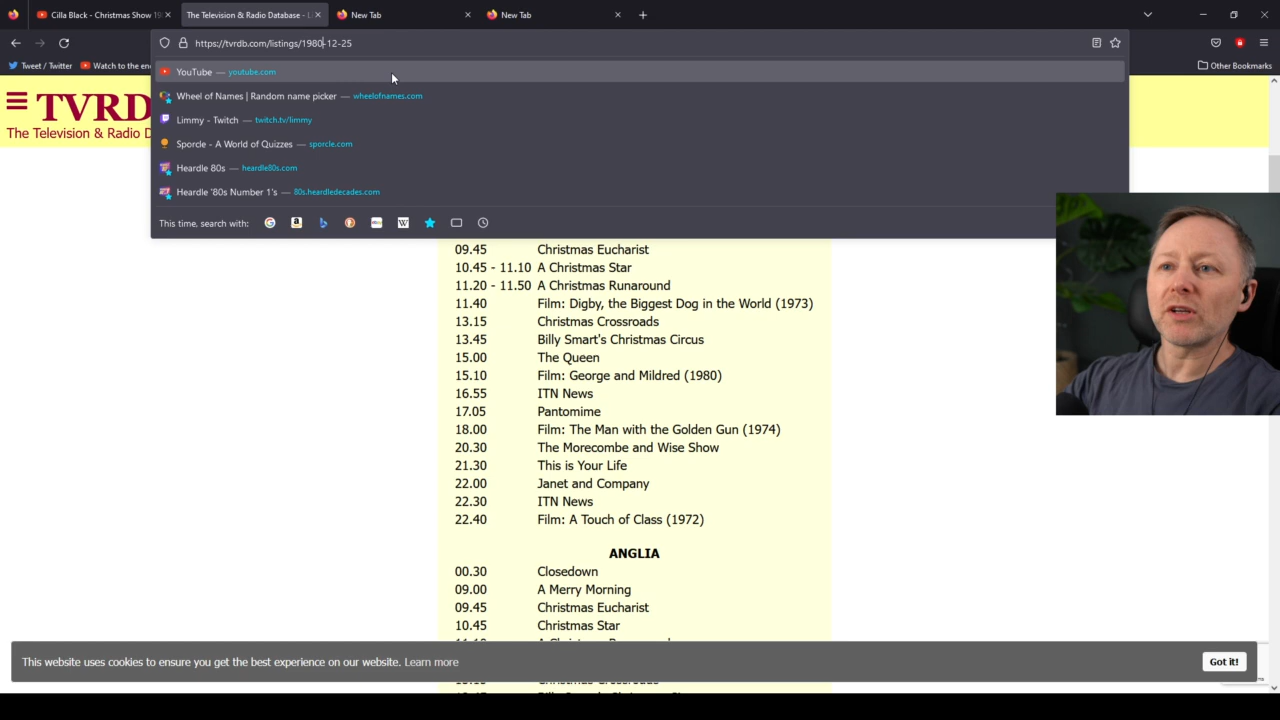 Cilla Black - Christmas Show 19
The Television & Radio Database - L
New Tab
New Tab
https://tvrdb.com/listings/1980-12-25
Tweet / Twitter
Watch to the en
Other Bookmarks
YouTube — youtube.com
Wheel of Names | Random name picker — wheelofnames.com
Limmy - Twitch — twitch.tv/limmy
Sporcle - A World of Quizzes — sporcle.com
Heardle 80s — heardle80s.com
Heardle '80s Number 1's — 80s.heardledecades.com
This time, search with:
TVRD
The Television & Radio D
09.45 Christmas Eucharist
10.45 - 11.10 A Christmas Star
11.20 - 11.50 A Christmas Runaround
11.40 Film: Digby, the Biggest Dog in the World (1973)
13.15 Christmas Crossroads
13.45 Billy Smart's Christmas Circus
15.00 The Queen
15.10 Film: George and Mildred (1980)
16.55 ITN News
17.05 Pantomime
18.00 Film: The Man with the Golden Gun (1974)
20.30 The Morecombe and Wise Show
21.30 This is Your Life
22.00 Janet and Company
22.30 ITN News
22.40 Film: A Touch of Class (1972)
ANGLIA
00.30 Closedown
09.00 A Merry Morning
09.45 Christmas Eucharist
10.45 Christmas Star
This website uses cookies to ensure you get the best experience on our website. Learn more
Got it!